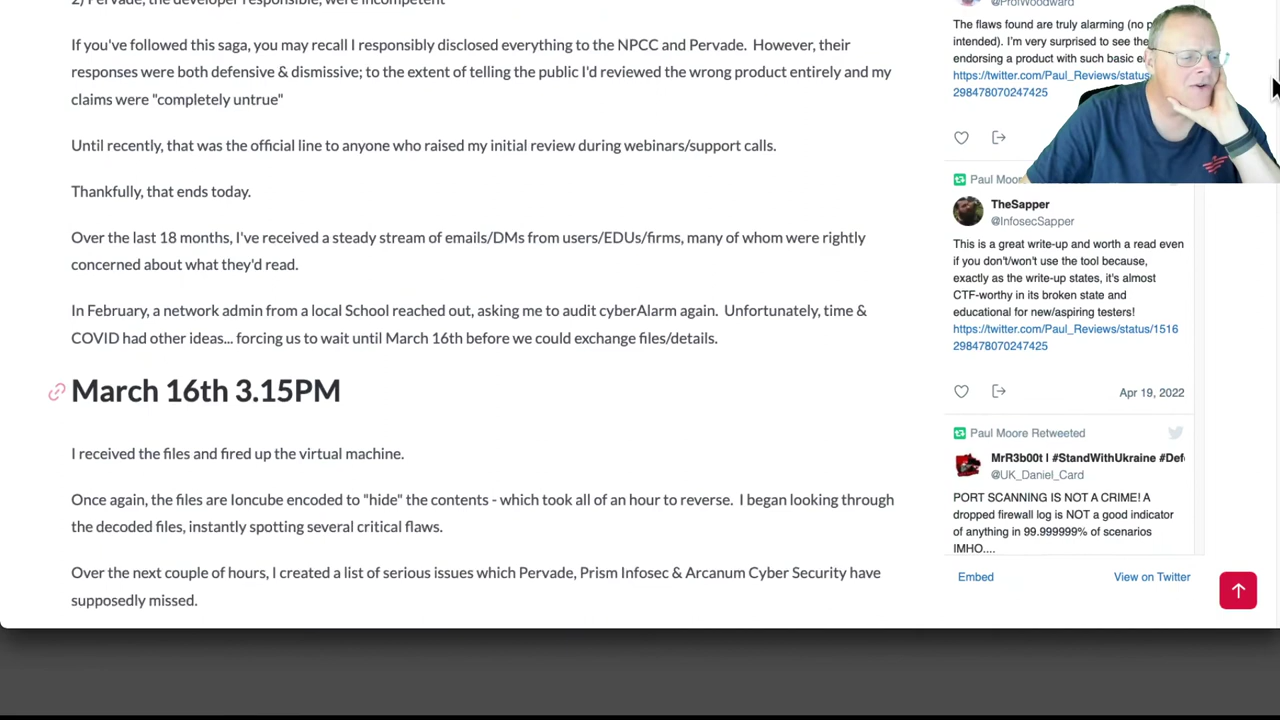 2) Pervade, the developer responsible, were incompetent
If you've followed this saga, you may recall I responsibly disclosed everything to the NPCC and Pervade.  However, their
responses were both defensive & dismissive; to the extent of telling the public I'd reviewed the wrong product entirely and my
claims were "completely untrue"
Until recently, that was the official line to anyone who raised my initial review during webinars/support calls.
Thankfully, that ends today.
Over the last 18 months, I've received a steady stream of emails/DMs from users/EDUs/firms, many of whom were rightly
concerned about what they'd read.
In February, a network admin from a local School reached out, asking me to audit cyberAlarm again.  Unfortunately, time &
COVID had other ideas... forcing us to wait until March 16th before we could exchange files/details.
March 16th 3.15PM
I received the files and fired up the virtual machine.
Once again, the files are Ioncube encoded to "hide" the contents - which took all of an hour to reverse.  I began looking through
the decoded files, instantly spotting several critical flaws.
Over the next couple of hours, I created a list of serious issues which Pervade, Prism Infosec & Arcanum Cyber Security have
supposedly missed.
@ProfWoodward
The flaws found are truly alarming (no
intended). I'm very surprised to see the
endorsing a product with such basic
https://twitter.com/Paul_Reviews/status
298478070247425
Paul Moore
TheSapper
@InfosecSapper
This is a great write-up and worth a read even
if you don't/won't use the tool because,
exactly as the write-up states, it's almost
CTF-worthy in its broken state and
educational for new/aspiring testers!
https://twitter.com/Paul_Reviews/status/1516
298478070247425
Apr 19, 2022
Paul Moore Retweeted
MrR3b00t | #StandWithUkraine #Def
@UK_Daniel_Card
PORT SCANNING IS NOT A CRIME! A
dropped firewall log is NOT a good indicator
of anything in 99.999999% of scenarios
IMHO....
Embed
View on Twitter